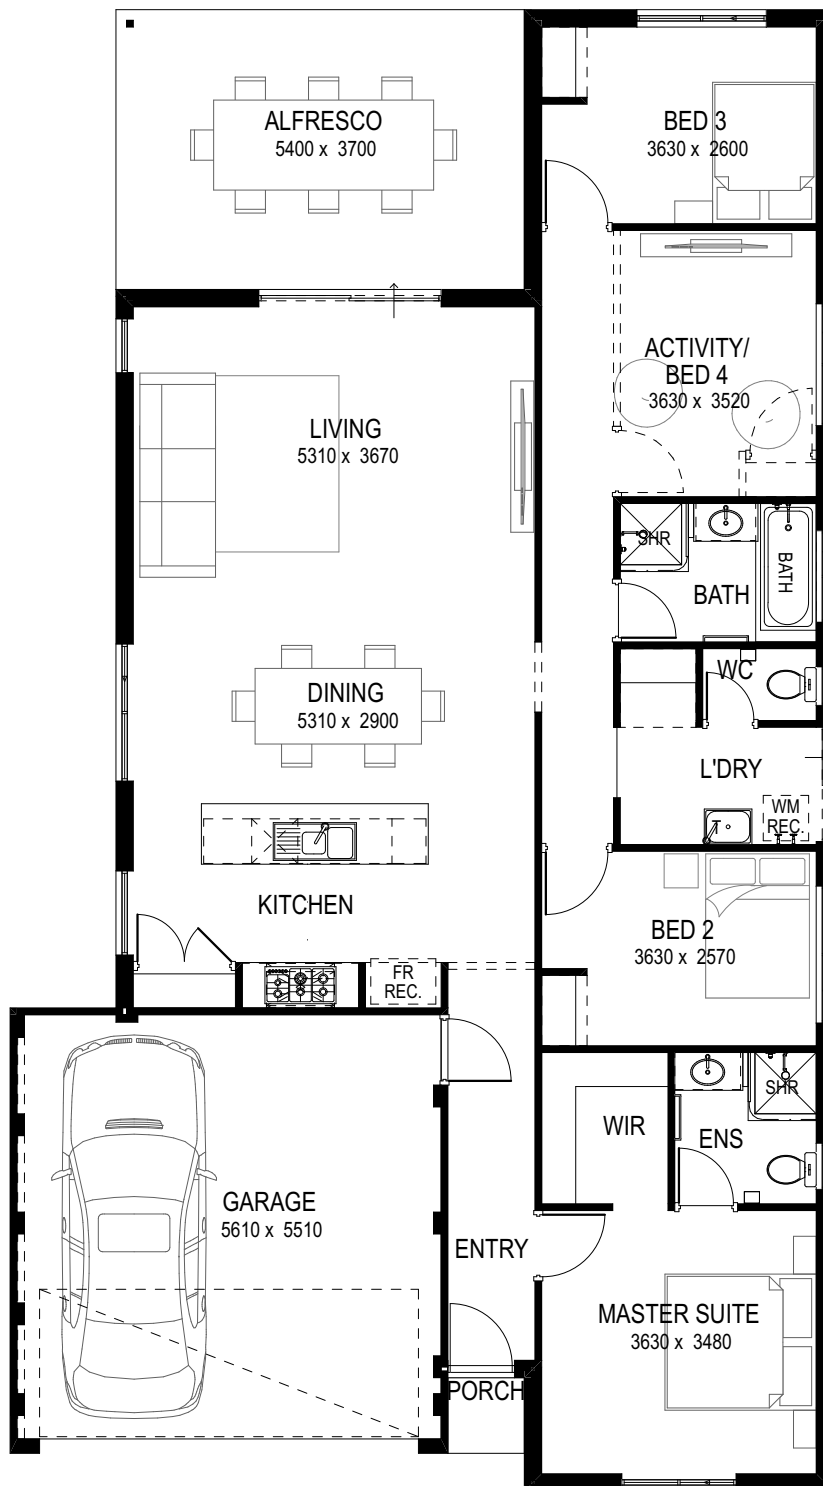 ALFRESCO
5400 x 3700
BED 3
3630 x 2600
ACTIVITY/
BED 4
3630 x 3520
LIVING
5310 x 3670
SHR
BATH
BATH
WC
DINING
5310 x 2900
L'DRY
WM
REC.
KITCHEN
BED 2
3630 x 2570
FR
REC.
SHR
WIR
ENS
GARAGE
5610 x 5510
ENTRY
MASTER SUITE
3630 x 3480
PORCH